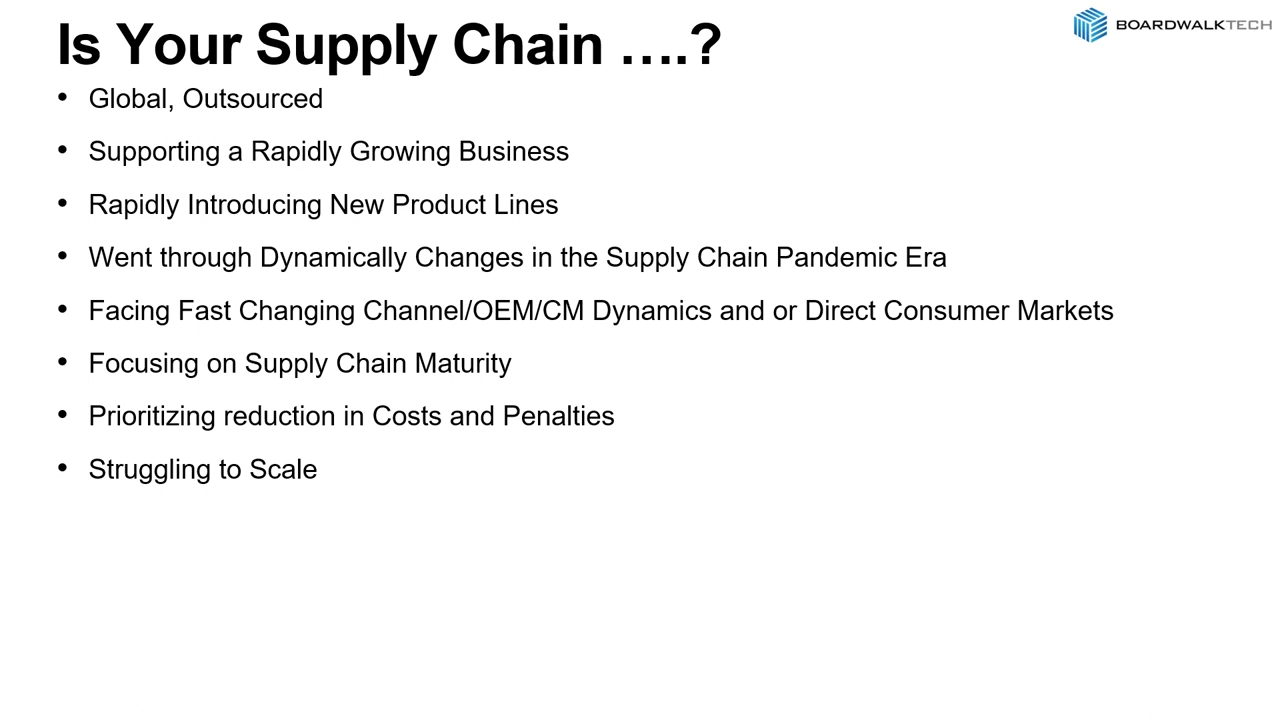 Is Your Supply Chain ….?
BOARDWALKTECH
• Global, Outsourced
• Supporting a Rapidly Growing Business
• Rapidly Introducing New Product Lines
• Went through Dynamically Changes in the Supply Chain Pandemic Era
• Facing Fast Changing Channel/OEM/CM Dynamics and or Direct Consumer Markets
• Focusing on Supply Chain Maturity
• Prioritizing reduction in Costs and Penalties
• Struggling to Scale